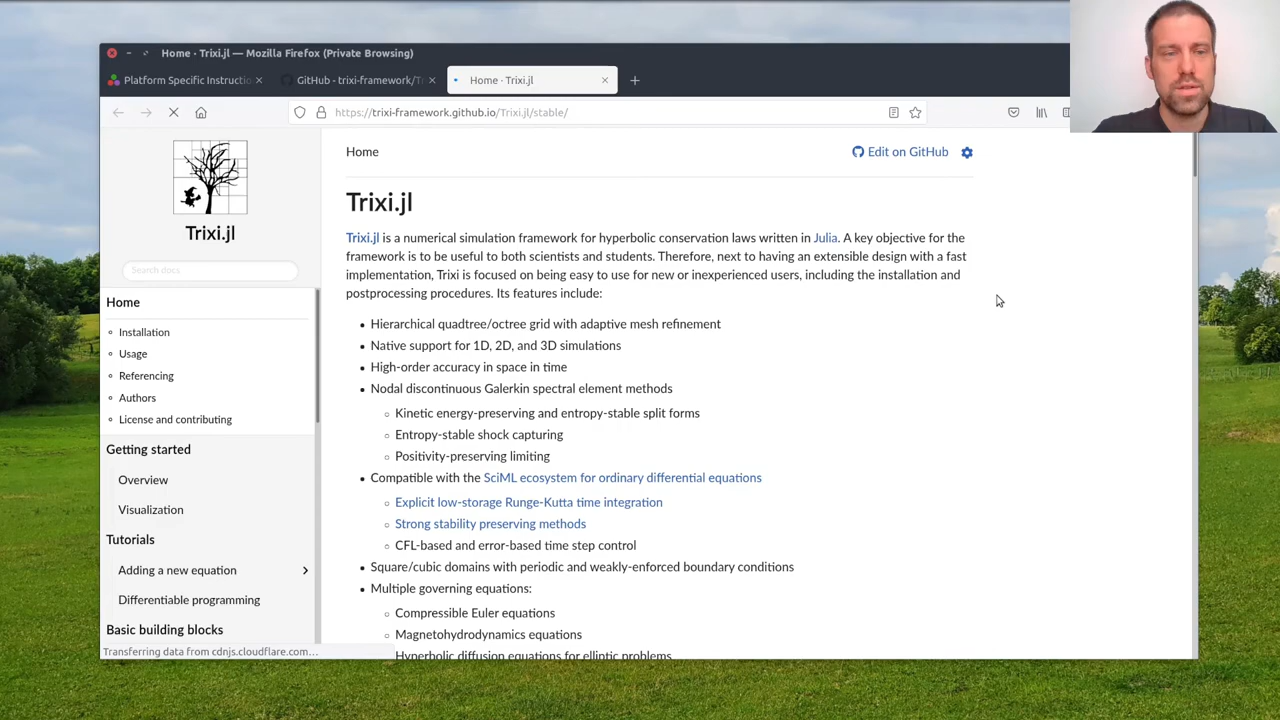 Home · Trixi.jl — Mozilla Firefox (Private Browsing)
Platform Specific Instructio
GitHub - trixi-framework/T
Home · Trixi.jl
https://trixi-framework.github.io/Trixi.jl/stable/
Trixi.jl
Search docs
Home
Installation
Usage
Referencing
Authors
License and contributing
Getting started
Overview
Visualization
Tutorials
Adding a new equation
Differentiable programming
Basic building blocks
Transferring data from cdnjs.cloudflare.com…
Home
Edit on GitHub
Trixi.jl
Trixi.jl is a numerical simulation framework for hyperbolic conservation laws written in Julia. A key objective for the
framework is to be useful to both scientists and students. Therefore, next to having an extensible design with a fast
implementation, Trixi is focused on being easy to use for new or inexperienced users, including the installation and
postprocessing procedures. Its features include:
Hierarchical quadtree/octree grid with adaptive mesh refinement
Native support for 1D, 2D, and 3D simulations
High-order accuracy in space in time
Nodal discontinuous Galerkin spectral element methods
Kinetic energy-preserving and entropy-stable split forms
Entropy-stable shock capturing
Positivity-preserving limiting
Compatible with the SciML ecosystem for ordinary differential equations
Explicit low-storage Runge-Kutta time integration
Strong stability preserving methods
CFL-based and error-based time step control
Square/cubic domains with periodic and weakly-enforced boundary conditions
Multiple governing equations:
Compressible Euler equations
Magnetohydrodynamics equations
Hyperbolic diffusion equations for elliptic problems